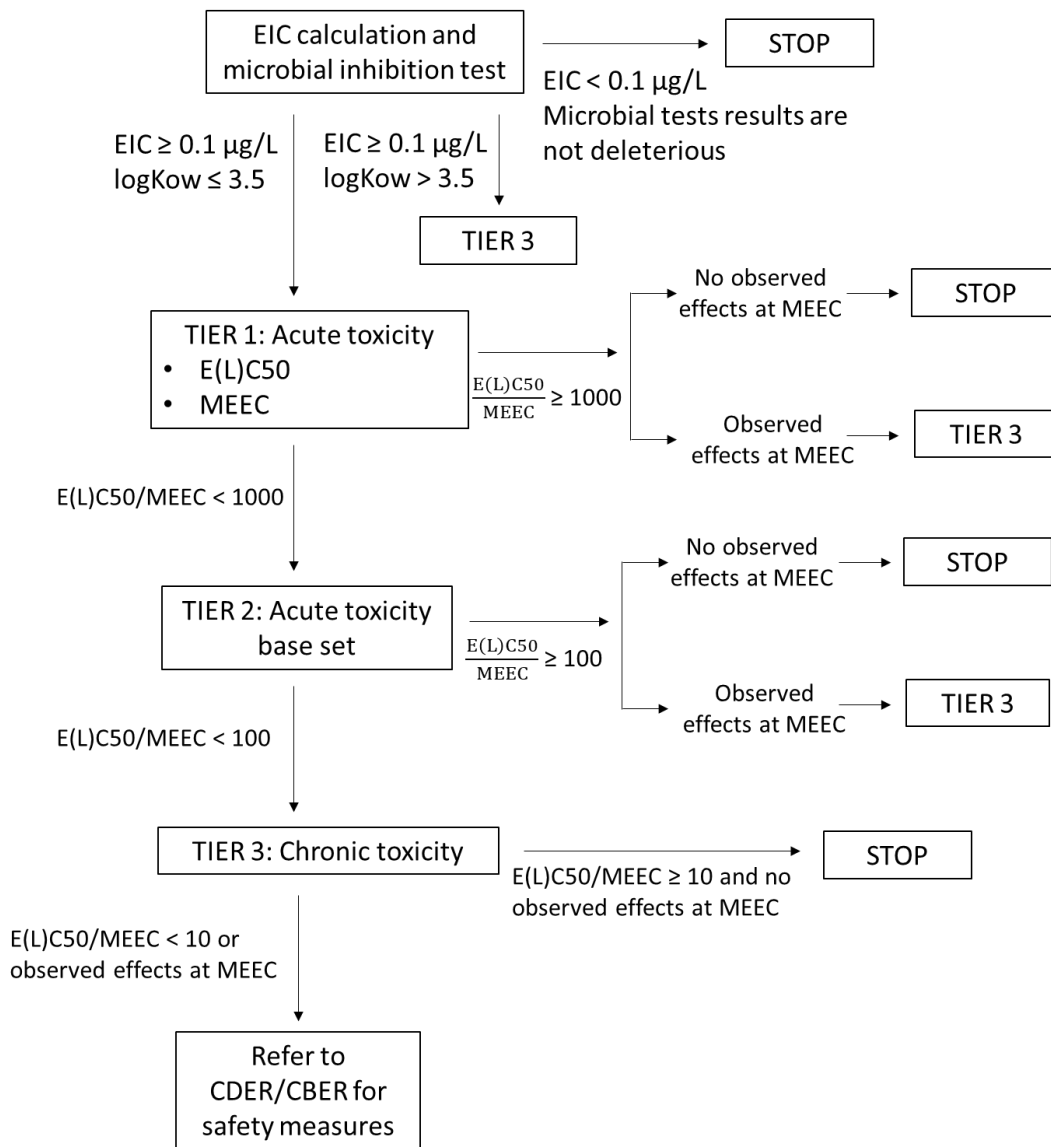 EIC calculation and
microbial inhibition test
STOP
EIC < 0.1 μg/L
Microbial tests results are
not deleterious
EIC ≥ 0.1 μg/L
logKow ≤ 3.5
EIC ≥ 0.1 μg/L
logKow > 3.5
TIER 3
TIER 1: Acute toxicity
• E(L)C50
• MEEC
E(L)C50
MEEC
≥ 1000
No observed
effects at MEEC
STOP
Observed
effects at MEEC
TIER 3
E(L)C50/MEEC < 1000
TIER 2: Acute toxicity
base set
E(L)C50
MEEC
≥ 100
No observed
effects at MEEC
STOP
Observed
effects at MEEC
TIER 3
E(L)C50/MEEC < 100
TIER 3: Chronic toxicity
E(L)C50/MEEC ≥ 10 and no
observed effects at MEEC
STOP
E(L)C50/MEEC < 10 or
observed effects at MEEC
Refer to
CDER/CBER for
safety measures